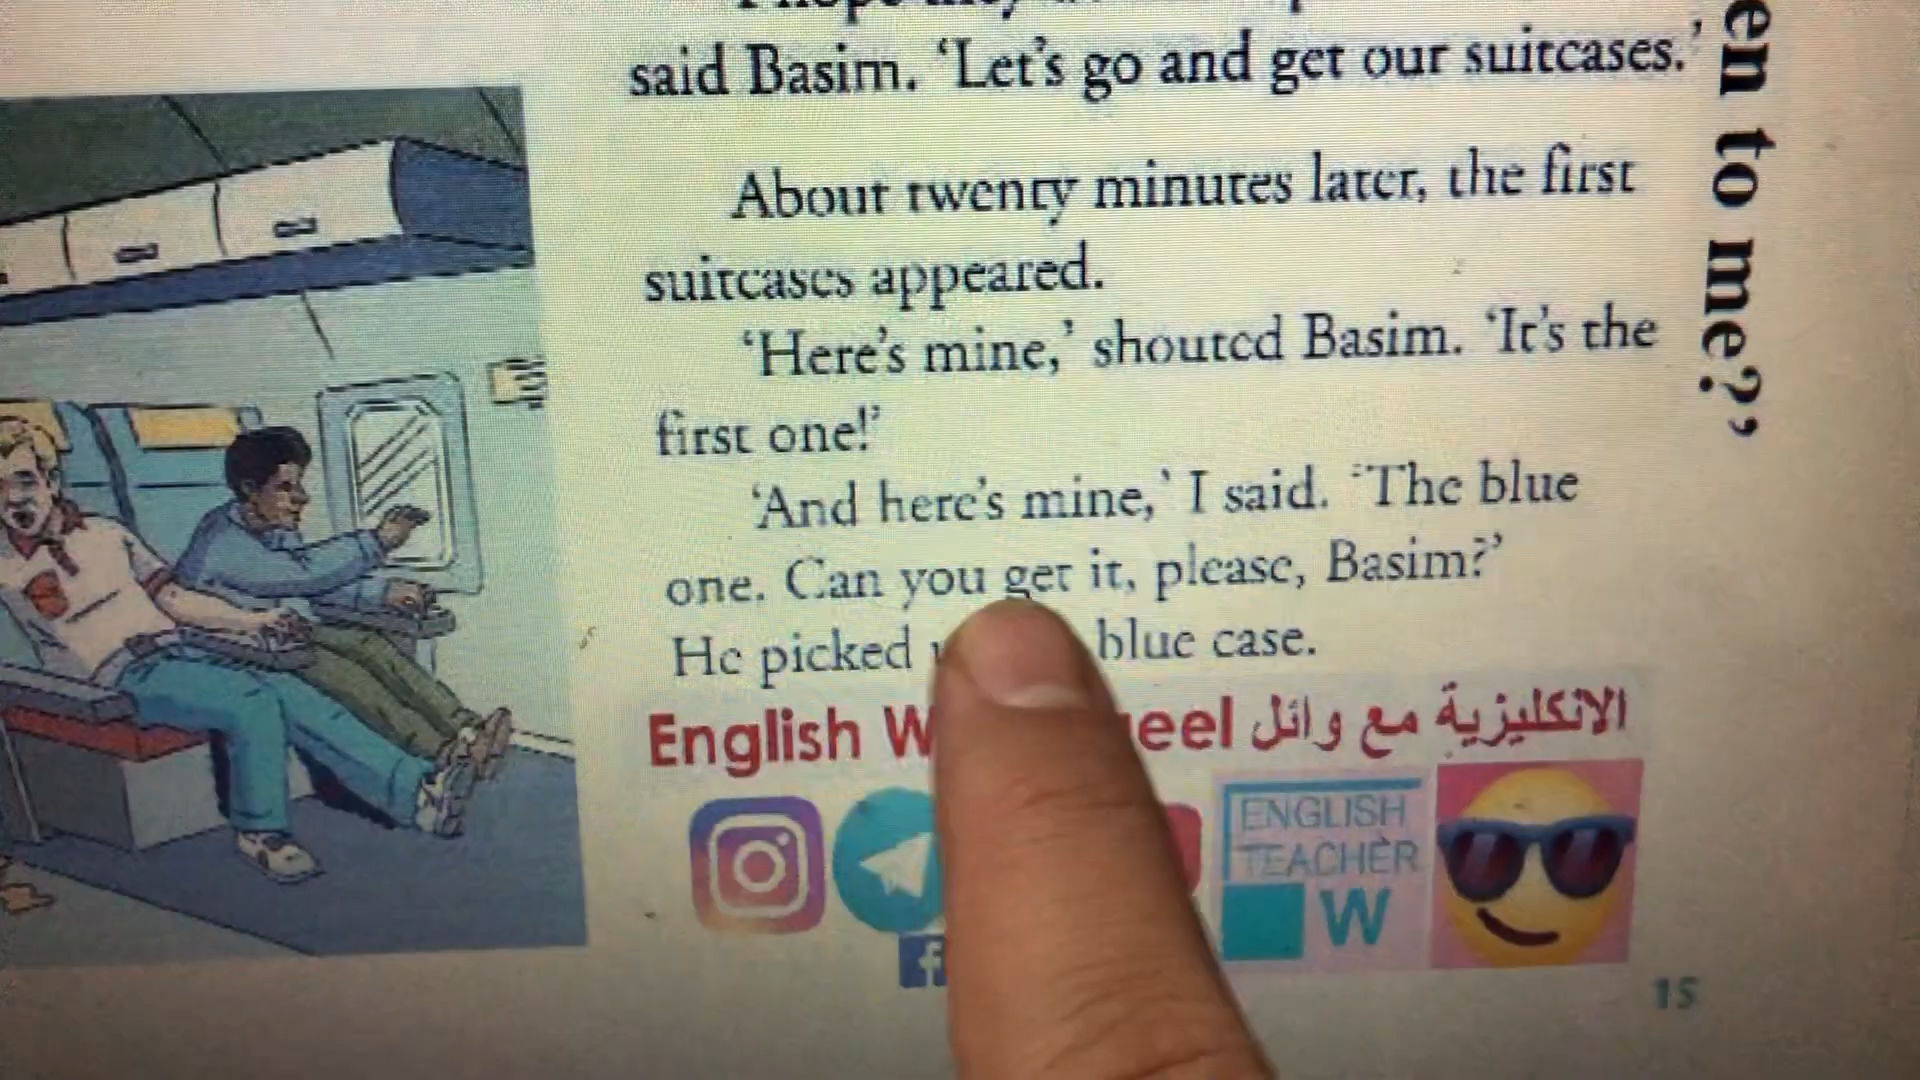 I hope they
said Basim. ‘Let’s go and get our suitcases.’
About twenty minutes later, the first
suitcases appeared.
‘Here’s mine,’ shouted Basim. ‘It’s the
first one!’
‘And here’s mine,’ I said. ‘The blue
one. Can you get it, please, Basim?’
He picked blue case.
English W eel الانكليزية مع وائل
ENGLISH
TEACHER
W
f
15
en to me?’